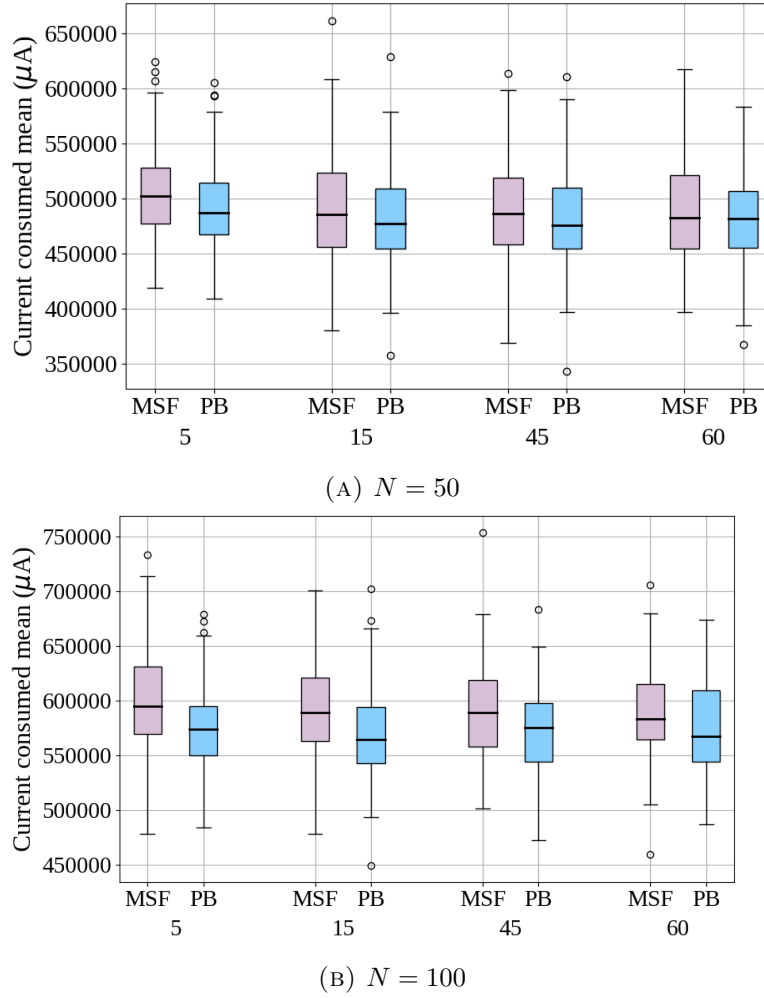 Current consumed mean (μA)
650000
600000
550000
500000
450000
400000
350000
MSF PB MSF PB MSF PB MSF PB
5 15 45 60
(A) N = 50
Current consumed mean (μA)
750000
700000
650000
600000
550000
500000
450000
MSF PB MSF PB MSF PB MSF PB
5 15 45 60
(B) N = 100